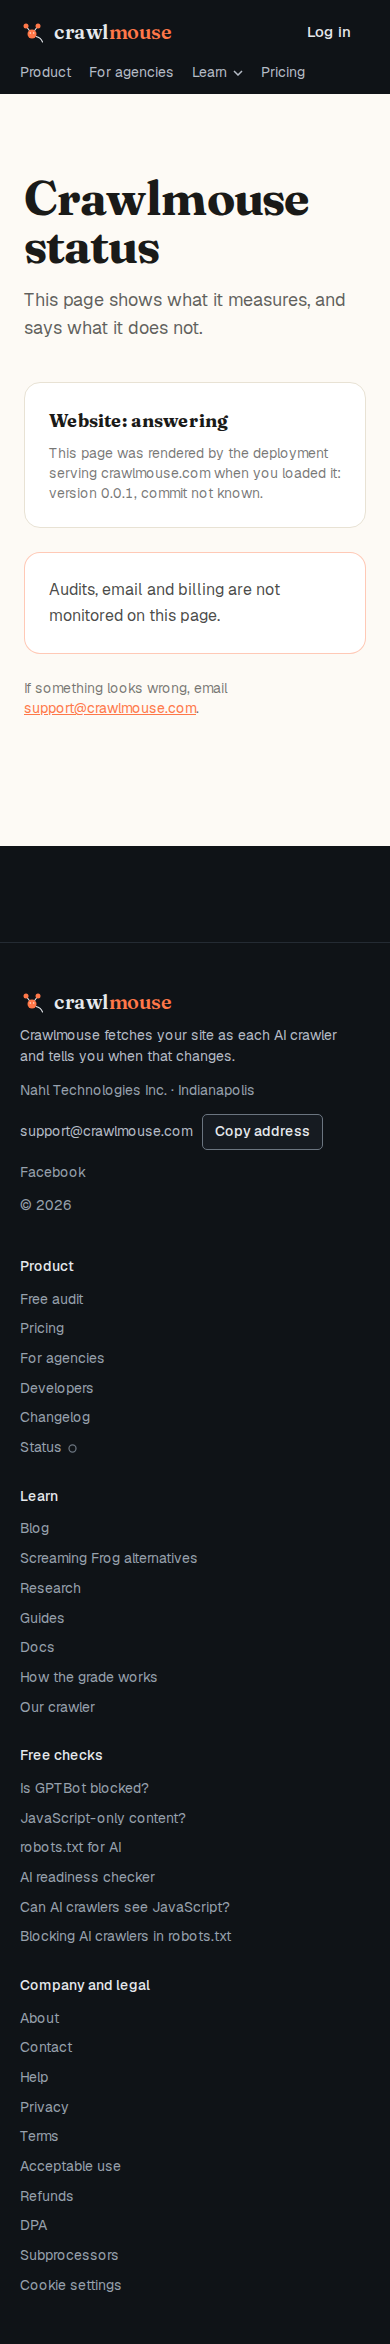 crawlmouse
Log in
Product For agencies Learn Pricing
Crawlmouse
status
This page shows what it measures, and
says what it does not.
Website: answering
This page was rendered by the deployment
serving crawlmouse.com when you loaded it:
version 0.0.1, commit not known.
Audits, email and billing are not
monitored on this page.
If something looks wrong, email
support@crawlmouse.com.
crawlmouse
Crawlmouse fetches your site as each AI crawler
and tells you when that changes.
Nahl Technologies Inc. · Indianapolis
support@crawlmouse.com Copy address
Facebook
© 2026
Product
Free audit
Pricing
For agencies
Developers
Changelog
Status
Learn
Blog
Screaming Frog alternatives
Research
Guides
Docs
How the grade works
Our crawler
Free checks
Is GPTBot blocked?
JavaScript-only content?
robots.txt for AI
AI readiness checker
Can AI crawlers see JavaScript?
Blocking AI crawlers in robots.txt
Company and legal
About
Contact
Help
Privacy
Terms
Acceptable use
Refunds
DPA
Subprocessors
Cookie settings